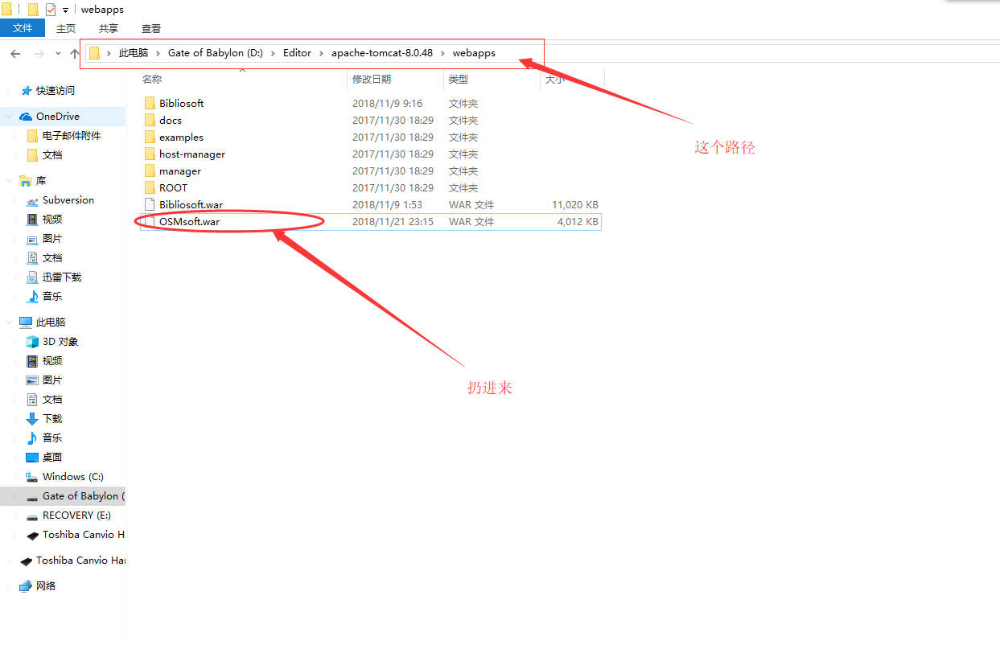 webapps
文件 主页 共享 查看
此电脑 Gate of Babylon (D:) Editor apache-tomcat-8.0.48 webapps
名称 修改日期 类型 大小
Bibliosoft 2018/11/9 9:16 文件夹
docs 2017/11/30 18:29 文件夹
examples 2017/11/30 18:29 文件夹
host-manager 2017/11/30 18:29 文件夹
manager 2017/11/30 18:29 文件夹
ROOT 2017/11/30 18:29 文件夹
Bibliosoft.war 2018/11/9 1:53 WAR 文件 11,020 KB
OSMsoft.war 2018/11/21 23:15 WAR 文件 4,012 KB
这个路径
扔进来
快速访问
OneDrive
电子邮件附件
文档
库
Subversion
视频
图片
文档
迅雷下载
音乐
此电脑
3D 对象
视频
图片
文档
下载
音乐
桌面
Windows (C:)
Gate of Babylon (
RECOVERY (E:)
Toshiba Canvio Ha
Toshiba Canvio Har
网络